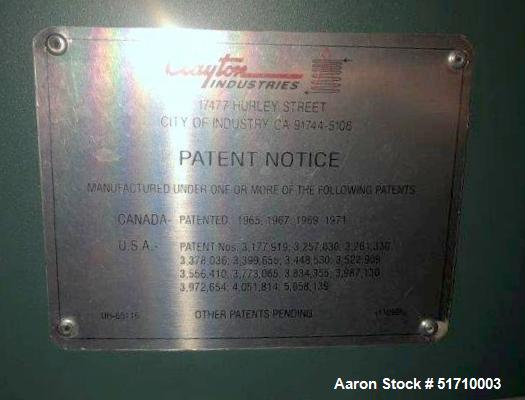 Clayton
INDUSTRIES
17477 HURLEY STREET
CITY OF INDUSTRY CA 91744-5106
PATENT NOTICE
MANUFACTURED UNDER ONE OR MORE OF THE FOLLOWING PATENTS
CANADA- PATENTED 1965, 1967, 1969, 1971
U.S.A.- PATENT Nos. 3,177,919; 3,257,030; 3,261,330;
3,378,036; 3,399,655; 3,448,530; 3,522,909
3,556,410; 3,773,065; 3,834,355; 3,987,130
3,972,654; 4,051,814; 5,058,139
OTHER PATENTS PENDING
Aaron Stock # 51710003